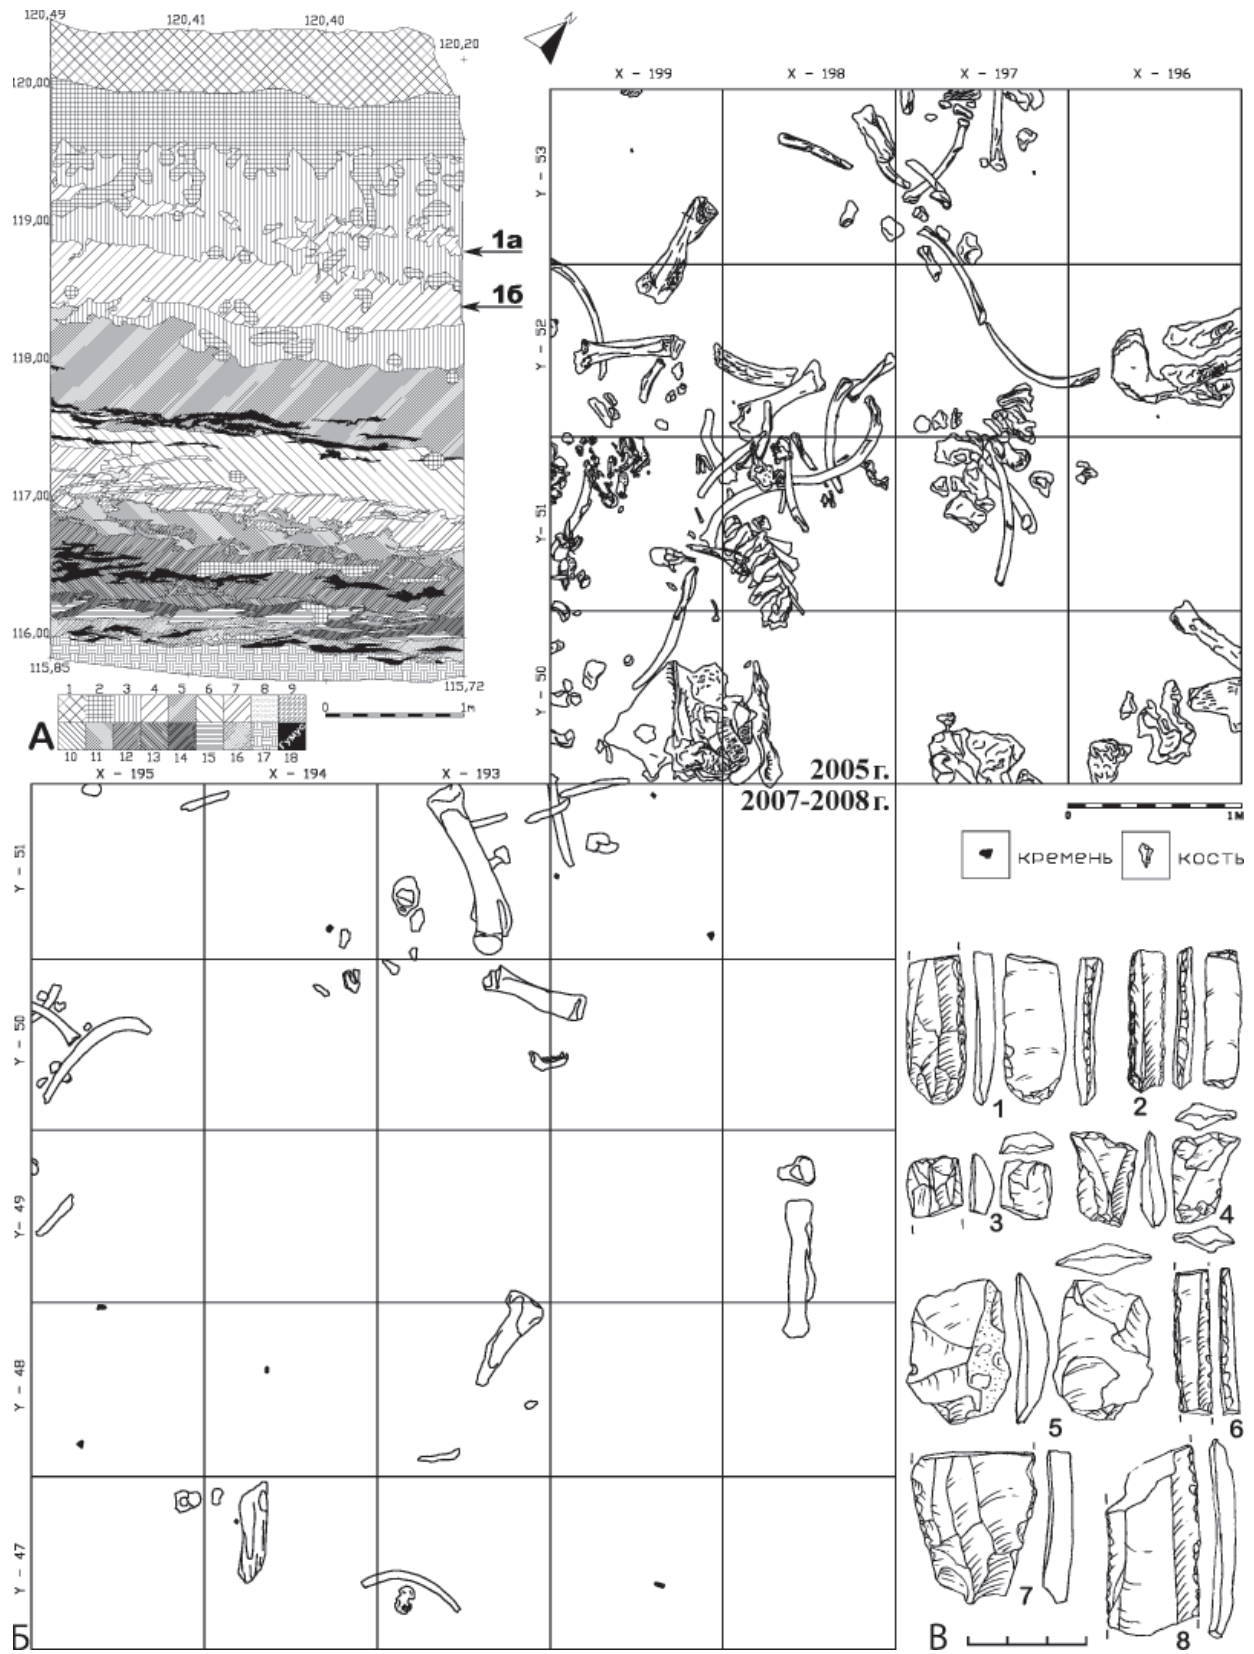 120,49
120,41
120,40
120,20
120,00
119,00
1а
1б
118,00
117,00
116,00
115,85
115,72
1 2 3 4 5 6 7 8 9
10 11 12 13 14 15 16 17 18
Гумус
0 1м
А
N
X - 199 X - 198 X - 197 X - 196
Y - 53
Y - 52
Y - 51
Y - 50
2005 г.
2007-2008 г.
0 1м
кремень
кость
X - 195 X - 194 X - 193
Y - 51
Y - 50
Y - 49
Y - 48
Y - 47
Б
1
2
3
4
5
6
7
8
В